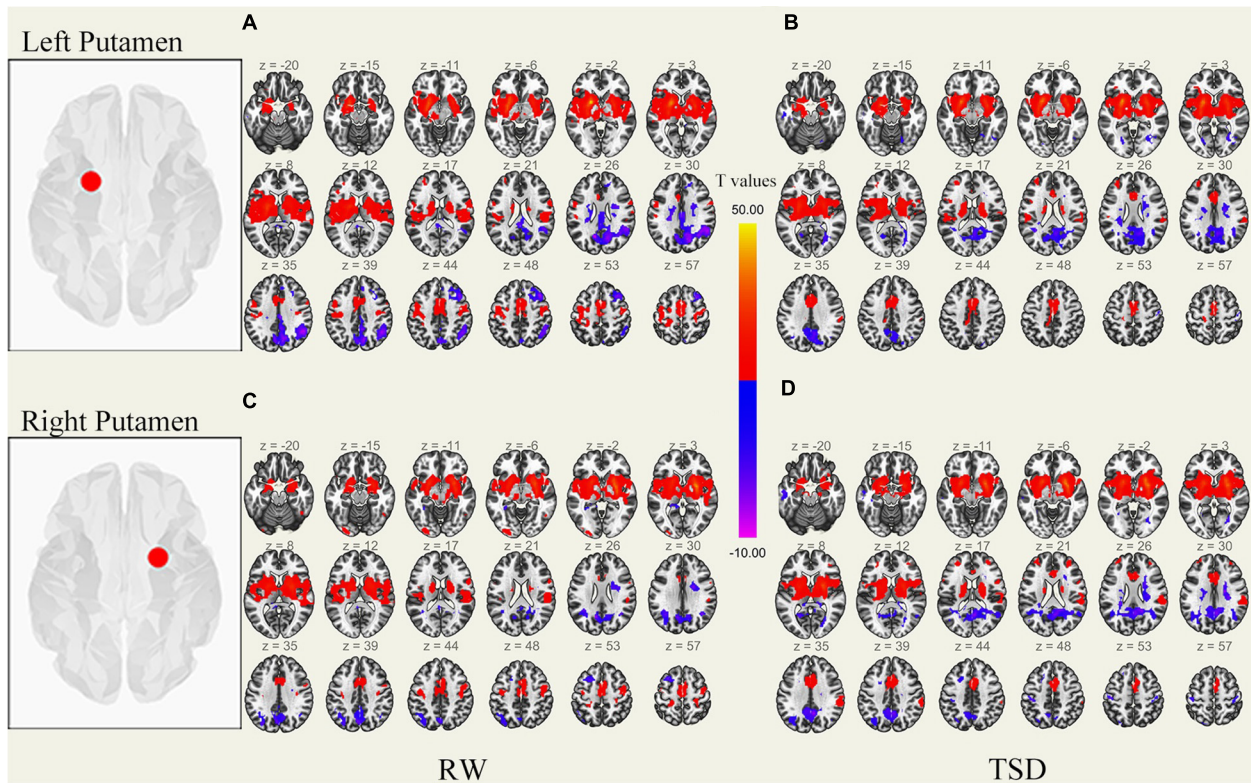 Left Putamen
A
z = -20 z = -15 z = -11 z = -6 z = -2 z = 3
z = 8 z = 12 z = 17 z = 21 z = 26 z = 30
z = 35 z = 39 z = 44 z = 48 z = 53 z = 57
T values
50.00
-10.00
B
z = -20 z = -15 z = -11 z = -6 z = -2 z = 3
z = 8 z = 12 z = 17 z = 21 z = 26 z = 30
z = 35 z = 39 z = 44 z = 48 z = 53 z = 57
Right Putamen
C
z = -20 z = -15 z = -11 z = -6 z = -2 z = 3
z = 8 z = 12 z = 17 z = 21 z = 26 z = 30
z = 35 z = 39 z = 44 z = 48 z = 53 z = 57
D
z = -20 z = -15 z = -11 z = -6 z = -2 z = 3
z = 8 z = 12 z = 17 z = 21 z = 26 z = 30
z = 35 z = 39 z = 44 z = 48 z = 53 z = 57
RW
TSD